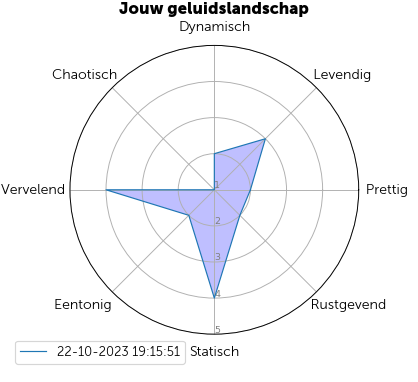 Jouw geluidslandschap
Dynamisch
Chaotisch
Levendig
Vervelend
1
Prettig
2
3
4
Eentonig
Rustgevend
5
22-10-2023 19:15:51
Statisch